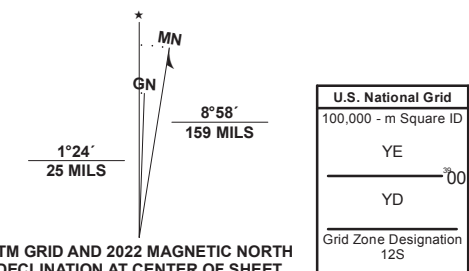 ★
MN
GN
8°58´
159 MILS
1°24´
25 MILS
TM GRID AND 2022 MAGNETIC NORTH
DECLINATION AT CENTER OF SHEET
U.S. National Grid
100,000 - m Square ID
YE
³⁹00
YD
Grid Zone Designation
12S